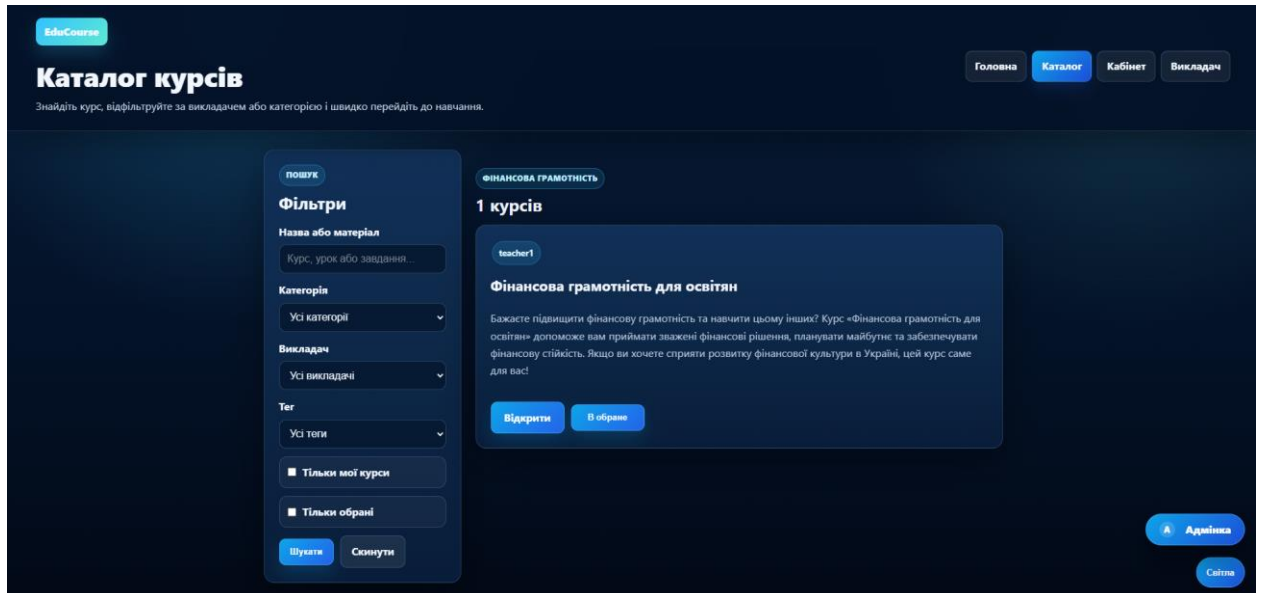 EduCourse
Каталог курсів
Знайдіть курс, відфільтруйте за викладачем або категорією і швидко перейдіть до навчання.
Головна
Каталог
Кабінет
Викладач
ПОШУК
Фільтри
Назва або матеріал
Курс, урок або завдання...
Категорія
Усі категорії
Викладач
Усі викладачі
Тег
Усі теги
Тільки мої курси
Тільки обрані
Шукати
Скинути
ФІНАНСОВА ГРАМОТНІСТЬ
1 курсів
teacher1
Фінансова грамотність для освітян
Бажаєте підвищити фінансову грамотність та навчити цьому інших? Курс «Фінансова грамотність для
освітян» допоможе вам приймати зважені фінансові рішення, планувати майбутнє та забезпечувати
фінансову стійкість. Якщо ви хочете сприяти розвитку фінансової культури в Україні, цей курс саме
для вас!
Відкрити
В обране
А Адмінка
Світла